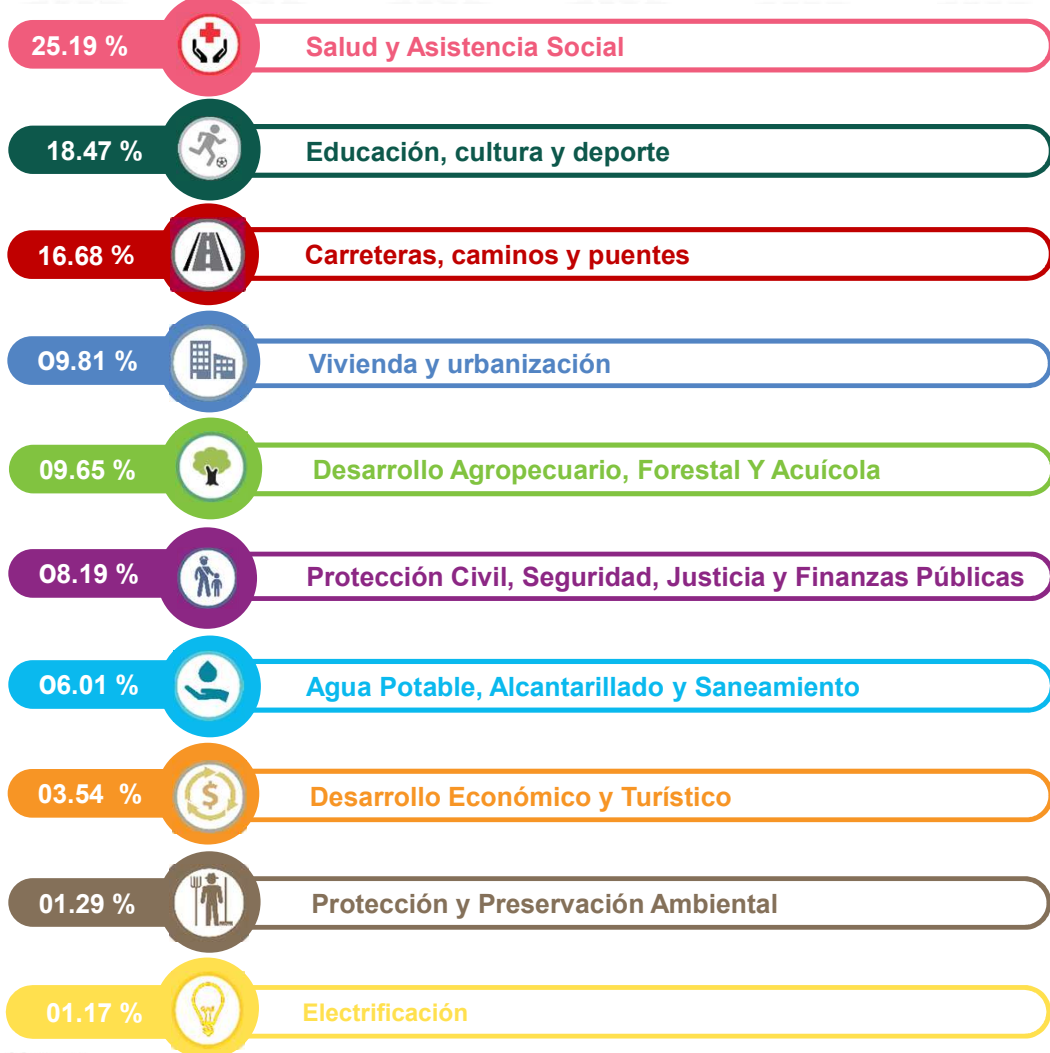 25.19 % Salud y Asistencia Social
18.47 % Educación, cultura y deporte
16.68 % Carreteras, caminos y puentes
O9.81 % Vivienda y urbanización
09.65 % Desarrollo Agropecuario, Forestal Y Acuícola
O8.19 % Protección Civil, Seguridad, Justicia y Finanzas Públicas
O6.01 % Agua Potable, Alcantarillado y Saneamiento
03.54 % Desarrollo Económico y Turístico
01.29 % Protección y Preservación Ambiental
01.17 % Electrificación